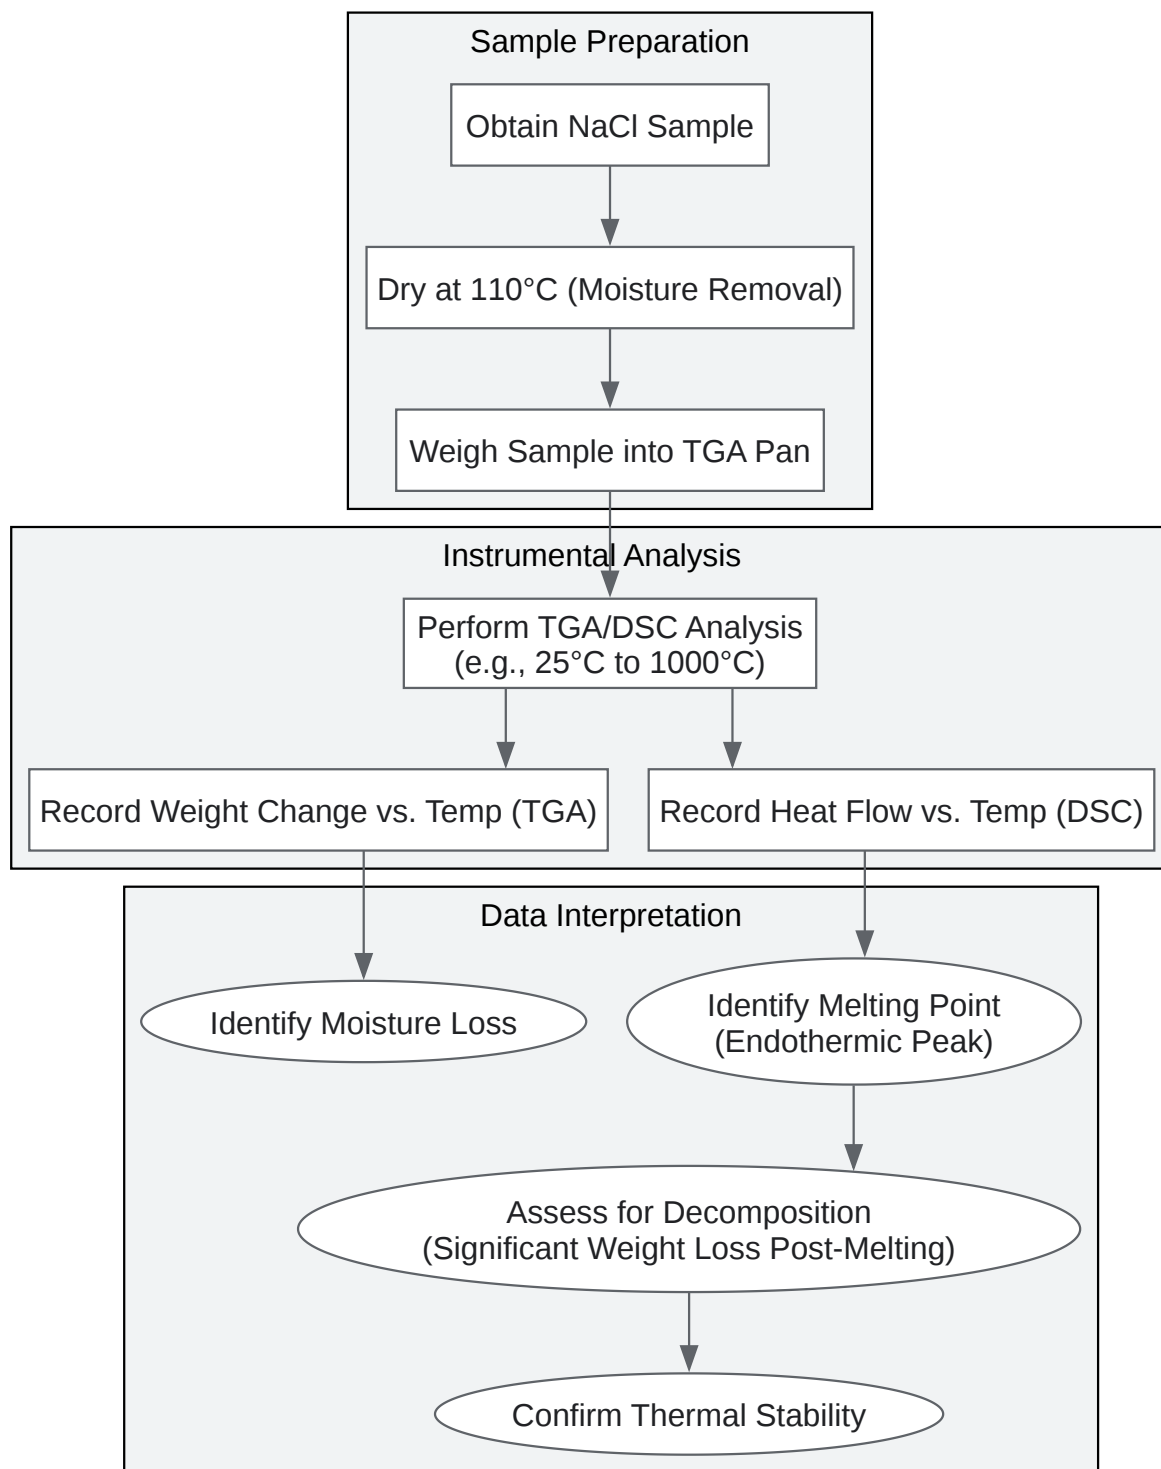 Sample Preparation
Obtain NaCl Sample
Dry at 110°C (Moisture Removal)
Weigh Sample into TGA Pan
Instrumental Analysis
Perform TGA/DSC Analysis
(e.g., 25°C to 1000°C)
Record Weight Change vs. Temp (TGA)
Record Heat Flow vs. Temp (DSC)
Data Interpretation
Identify Moisture Loss
Identify Melting Point
(Endothermic Peak)
Assess for Decomposition
(Significant Weight Loss Post-Melting)
Confirm Thermal Stability